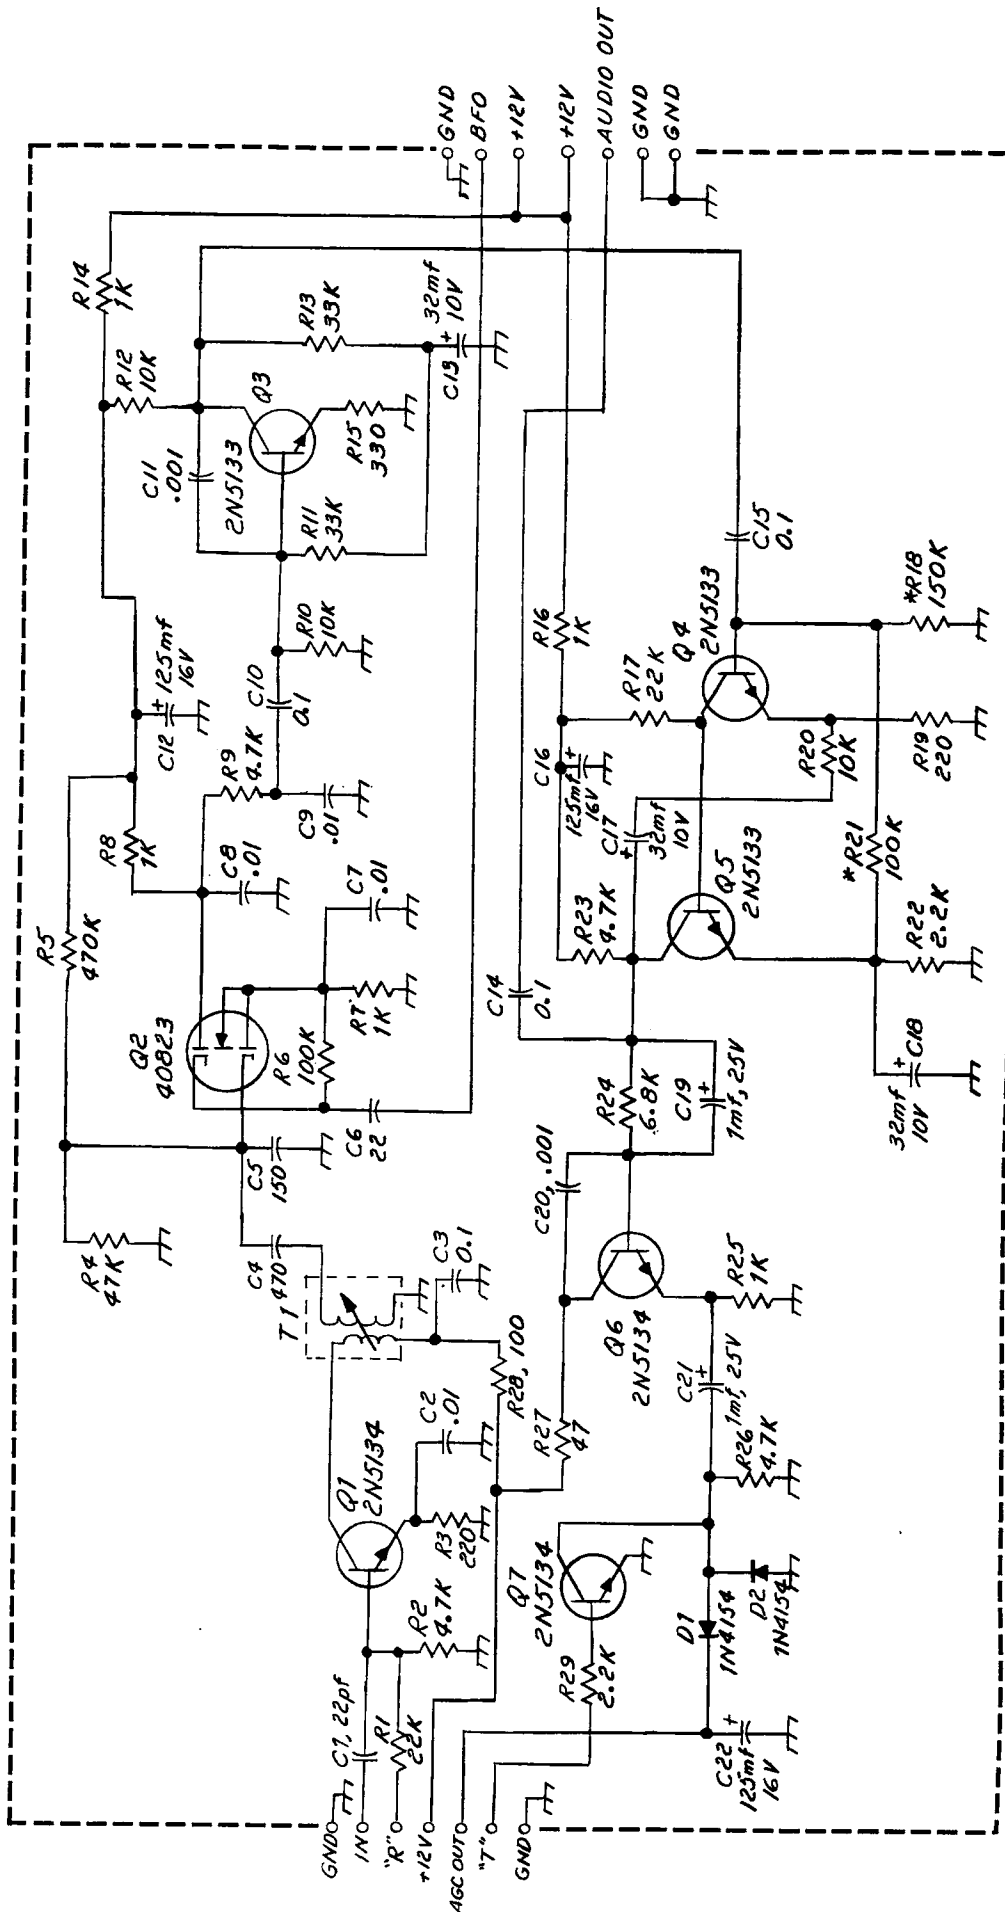 GND
BFO
+12V
+12V
AUDIO OUT
GND
GND
R14
1K
R12
10K
C11
.001
2N5133
Q3
R13
33K
32mf
10V
C13
+
R15
330
R11
33K
R10
10K
C10
0.1
C12
+
125mf
16V
R9
4.7K
C9
.01
R8
1K
C8
.01
C7
.01
R5
470K
Q2
40823
R6
100K
R7
1K
C6
22
C5
150
R4
47K
C4
470
T1
C3
0.1
R28, 100
Q1
2N5134
C2
.01
R3
220
R2
4.7K
C1, 22pf
R1
22K
GND
IN
"R"
+12V
AGC OUT
"T"
GND
C15
0.1
R16
1K
R17
22K
Q4
2N5133
*R18
150K
C16
125mf
16V
+
C17
32mf
10V
+
R20
10K
R19
220
R23
4.7K
Q5
2N5133
*R21
100K
R22
2.2K
C14
0.1
R24
6.8K
C19
+
1mf, 25V
32mf
10V
+
C18
C20, .001
Q6
2N5134
R25
1K
R27
47
C21
+
1mf, 25V
R26
4.7K
Q7
2N5134
D1
1N4154
D2
1N4154
R29
2.2K
C22
+
125mf
16V